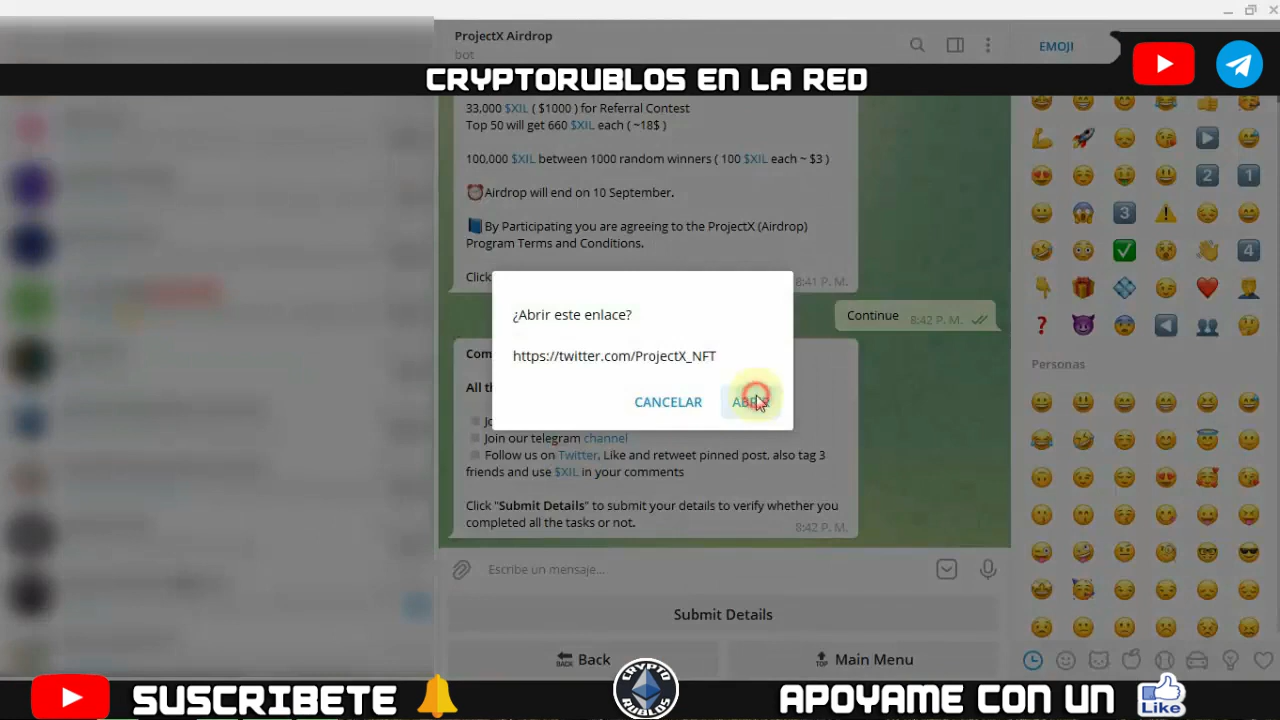 ProjectX Airdrop
bot
EMOJI
CRYPTORUBLOS EN LA RED
33,000 $XIL ( $1000 ) for Referral Contest
Top 50 will get 660 $XIL each ( ~18$ )
100,000 $XIL between 1000 random winners ( 100 $XIL each ~ $3 )
⏰Airdrop will end on 10 September.
📘By Participating you are agreeing to the ProjectX (Airdrop)
Program Terms and Conditions.
Click
8:41 P. M.
Continue
8:42 P. M.
¿Abrir este enlace?
https://twitter.com/ProjectX_NFT
CANCELAR
Com
All th
Join our telegram channel
Follow us on Twitter, Like and retweet pinned post, also tag 3
friends and use $XIL in your comments
Click "Submit Details" to submit your details to verify whether you
completed all the tasks or not.
8:42 P. M.
Personas
Escribe un mensaje...
Submit Details
BACK Back
TOP Main Menu
SUSCRIBETE
CRYPTO
RUBLOS
APOYAME CON UN
Like